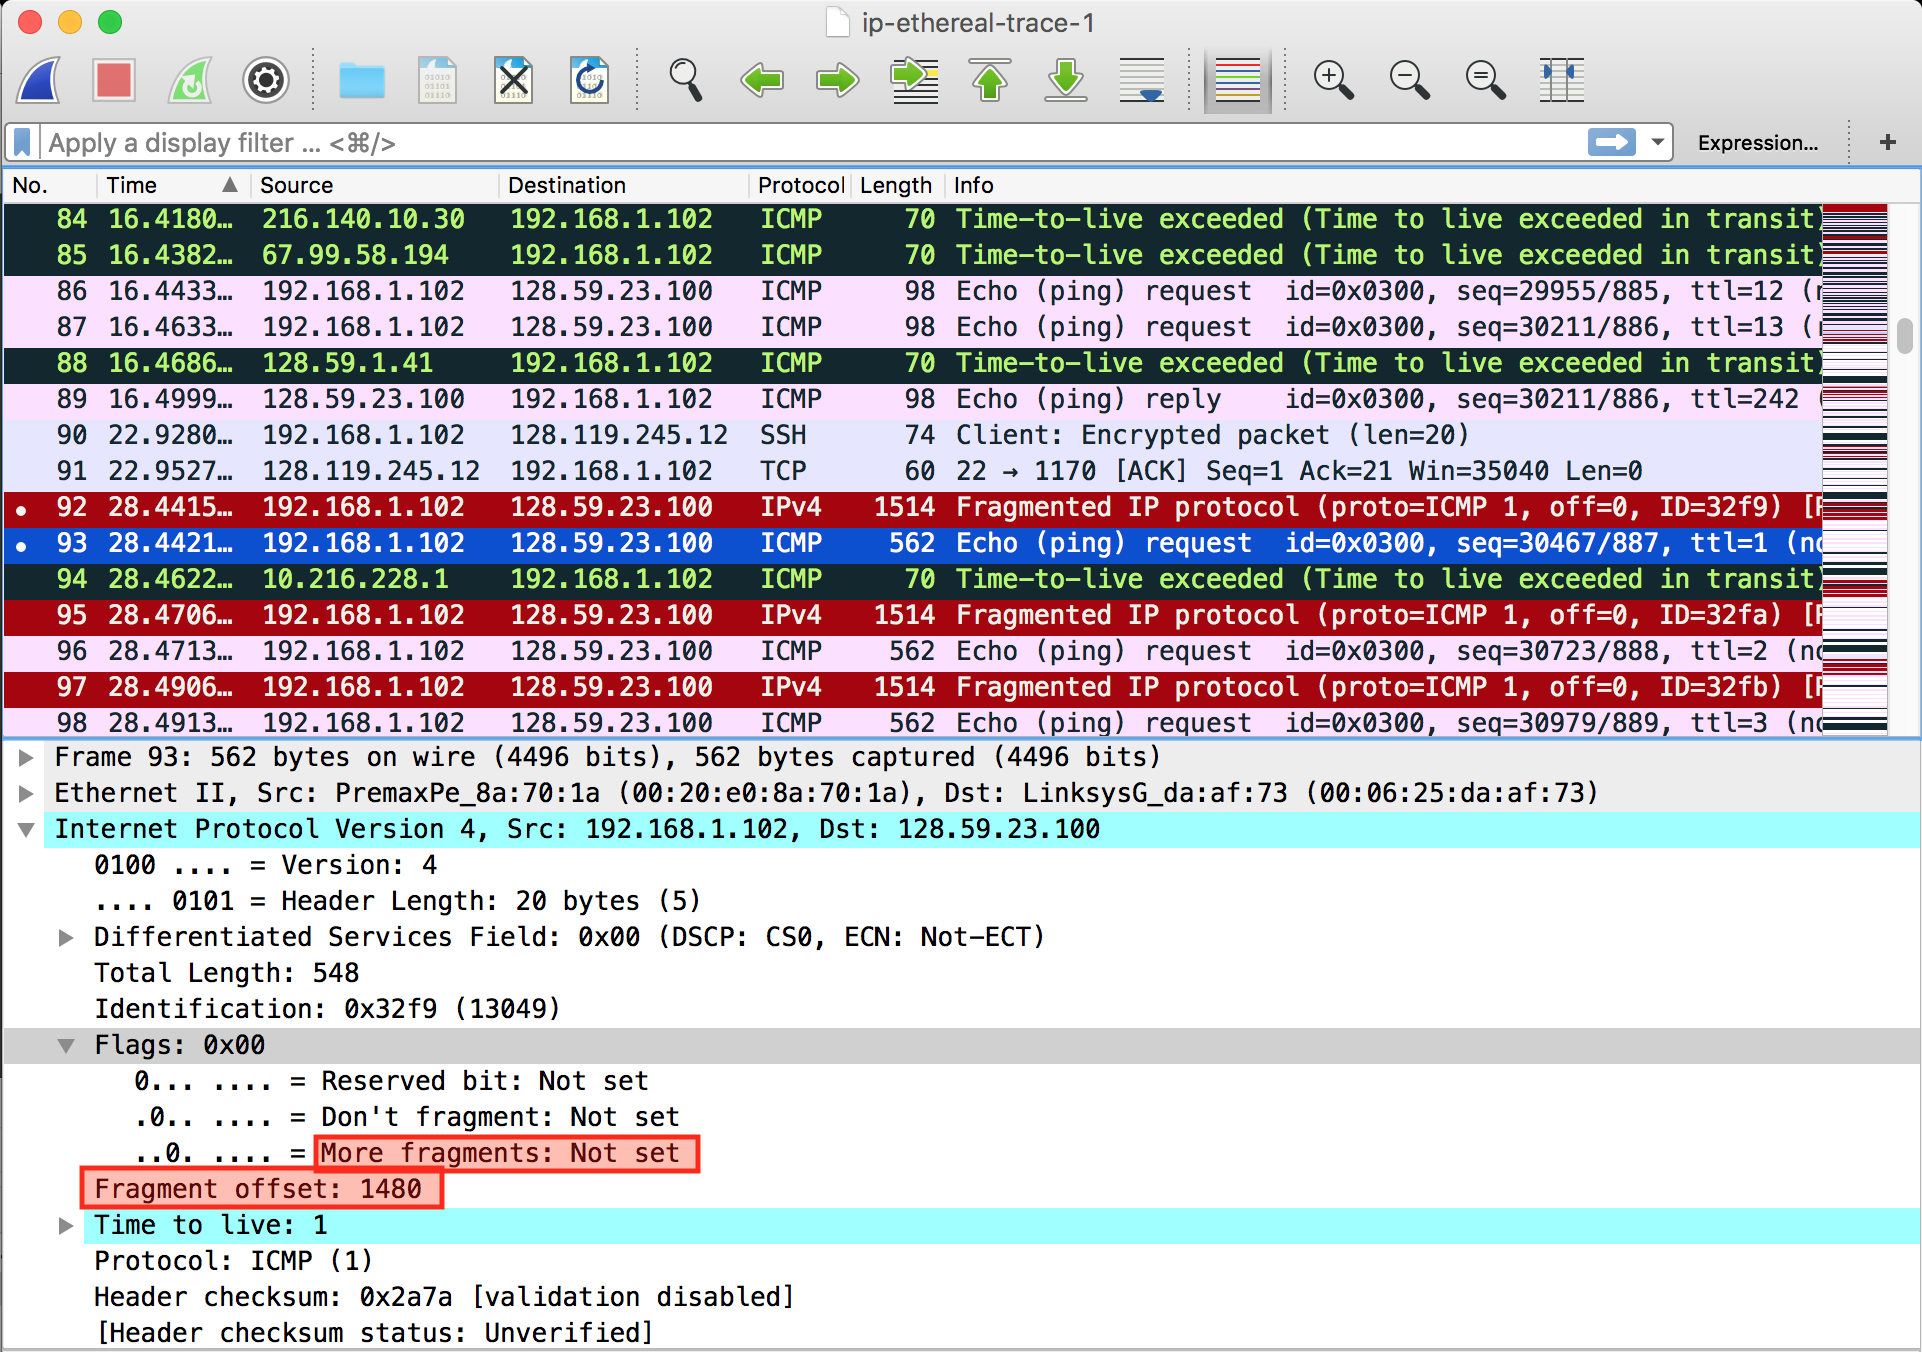 ip-ethereal-trace-1
Apply a display filter ... <⌘/>
Expression...
+
No. Time Source Destination Protocol Length Info
84 16.4180… 216.140.10.30 192.168.1.102 ICMP 70 Time-to-live exceeded (Time to live exceeded in transit)
85 16.4382… 67.99.58.194 192.168.1.102 ICMP 70 Time-to-live exceeded (Time to live exceeded in transit)
86 16.4433… 192.168.1.102 128.59.23.100 ICMP 98 Echo (ping) request id=0x0300, seq=29955/885, ttl=12 (
87 16.4633… 192.168.1.102 128.59.23.100 ICMP 98 Echo (ping) request id=0x0300, seq=30211/886, ttl=13 (
88 16.4686… 128.59.1.41 192.168.1.102 ICMP 70 Time-to-live exceeded (Time to live exceeded in transit)
89 16.4999… 128.59.23.100 192.168.1.102 ICMP 98 Echo (ping) reply id=0x0300, seq=30211/886, ttl=242 (
90 22.9280… 192.168.1.102 128.119.245.12 SSH 74 Client: Encrypted packet (len=20)
91 22.9527… 128.119.245.12 192.168.1.102 TCP 60 22 → 1170 [ACK] Seq=1 Ack=21 Win=35040 Len=0
92 28.4415… 192.168.1.102 128.59.23.100 IPv4 1514 Fragmented IP protocol (proto=ICMP 1, off=0, ID=32f9) [
93 28.4421… 192.168.1.102 128.59.23.100 ICMP 562 Echo (ping) request id=0x0300, seq=30467/887, ttl=1 (no
94 28.4622… 10.216.228.1 192.168.1.102 ICMP 70 Time-to-live exceeded (Time to live exceeded in transit)
95 28.4706… 192.168.1.102 128.59.23.100 IPv4 1514 Fragmented IP protocol (proto=ICMP 1, off=0, ID=32fa) [
96 28.4713… 192.168.1.102 128.59.23.100 ICMP 562 Echo (ping) request id=0x0300, seq=30723/888, ttl=2 (no
97 28.4906… 192.168.1.102 128.59.23.100 IPv4 1514 Fragmented IP protocol (proto=ICMP 1, off=0, ID=32fb) [
98 28.4913… 192.168.1.102 128.59.23.100 ICMP 562 Echo (ping) request id=0x0300, seq=30979/889, ttl=3 (no
Frame 93: 562 bytes on wire (4496 bits), 562 bytes captured (4496 bits)
Ethernet II, Src: PremaxPe_8a:70:1a (00:20:e0:8a:70:1a), Dst: LinksysG_da:af:73 (00:06:25:da:af:73)
Internet Protocol Version 4, Src: 192.168.1.102, Dst: 128.59.23.100
0100 .... = Version: 4
.... 0101 = Header Length: 20 bytes (5)
Differentiated Services Field: 0x00 (DSCP: CS0, ECN: Not-ECT)
Total Length: 548
Identification: 0x32f9 (13049)
Flags: 0x00
0... .... = Reserved bit: Not set
.0.. .... = Don't fragment: Not set
..0. .... = More fragments: Not set
Fragment offset: 1480
Time to live: 1
Protocol: ICMP (1)
Header checksum: 0x2a7a [validation disabled]
[Header checksum status: Unverified]